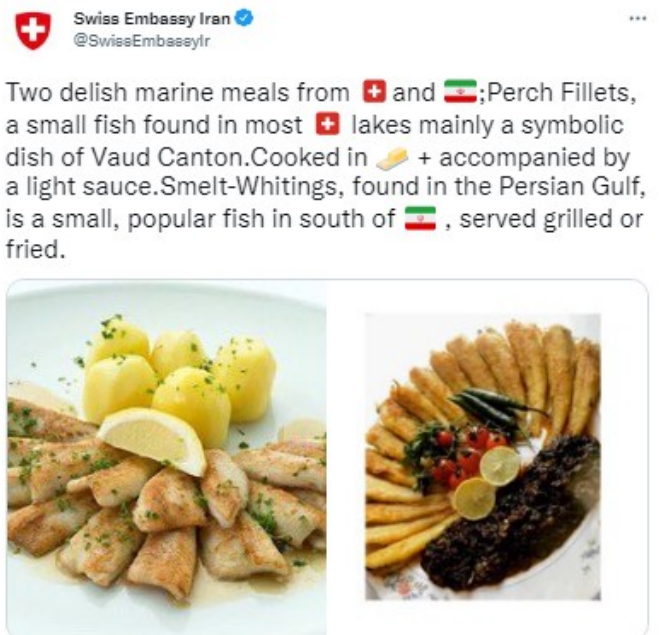 Swiss Embassy Iran
@SwissEmbassyIr
Two delish marine meals from 🇨🇭 and 🇮🇷;Perch Fillets,
a small fish found in most 🇨🇭 lakes mainly a symbolic
dish of Vaud Canton.Cooked in 🧈 + accompanied by
a light sauce.Smelt-Whitings, found in the Persian Gulf,
is a small, popular fish in south of 🇮🇷 , served grilled or
fried.